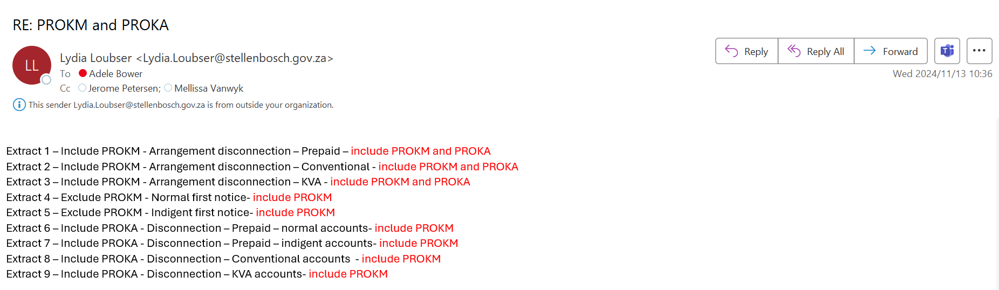 RE: PROKM and PROKA
LL
Lydia Loubser <Lydia.Loubser@stellenbosch.gov.za>
To Adele Bower
Cc Jerome Petersen; Mellissa Vanwyk
Reply
Reply All
Forward
Wed 2024/11/13 10:36
This sender Lydia.Loubser@stellenbosch.gov.za is from outside your organization.
Extract 1 – Include PROKM - Arrangement disconnection – Prepaid – include PROKM and PROKA
Extract 2 – Include PROKM - Arrangement disconnection – Conventional - include PROKM and PROKA
Extract 3 – Include PROKM - Arrangement disconnection – KVA - include PROKM and PROKA
Extract 4 – Exclude PROKM - Normal first notice- include PROKM
Extract 5 – Exclude PROKM - Indigent first notice- include PROKM
Extract 6 – Include PROKA - Disconnection – Prepaid – normal accounts- include PROKM
Extract 7 – Include PROKA - Disconnection – Prepaid – indigent accounts- include PROKM
Extract 8 – Include PROKA - Disconnection – Conventional accounts  - include PROKM
Extract 9 – Include PROKA - Disconnection – KVA accounts- include PROKM